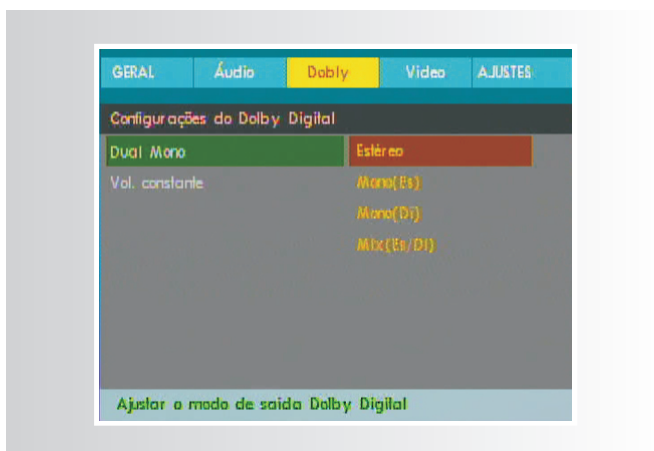 GERAL Áudio Dobly Video AJUSTES
Configurações do Dolby Digital
Dual Mono Estéreo
Vol. constante Mono(Es)
Mono(Di)
Mix(Es/Di)
Ajustar o modo de saída Dolby Digital